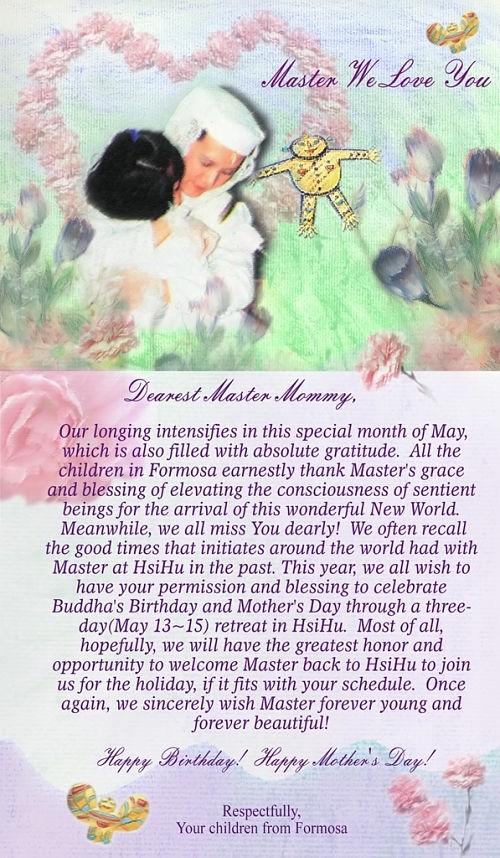 Master We Love You
Dearest Master Mommy,
Our longing intensifies in this special month of May,
which is also filled with absolute gratitude.  All the
children in Formosa earnestly thank Master's grace
and blessing of elevating the consciousness of sentient
beings for the arrival of this wonderful New World.
Meanwhile, we all miss You dearly!  We often recall
the good times that initiates around the world had with
Master at HsiHu in the past. This year, we all wish to
have your permission and blessing to celebrate
Buddha's Birthday and Mother's Day through a three-
day(May 13~15) retreat in HsiHu.  Most of all,
hopefully, we will have the greatest honor and
opportunity to welcome Master back to HsiHu to join
us for the holiday, if it fits with your schedule.  Once
again, we sincerely wish Master forever young and
forever beautiful!
Happy Birthday!  Happy Mother's Day!
Respectfully,
Your children from Formosa